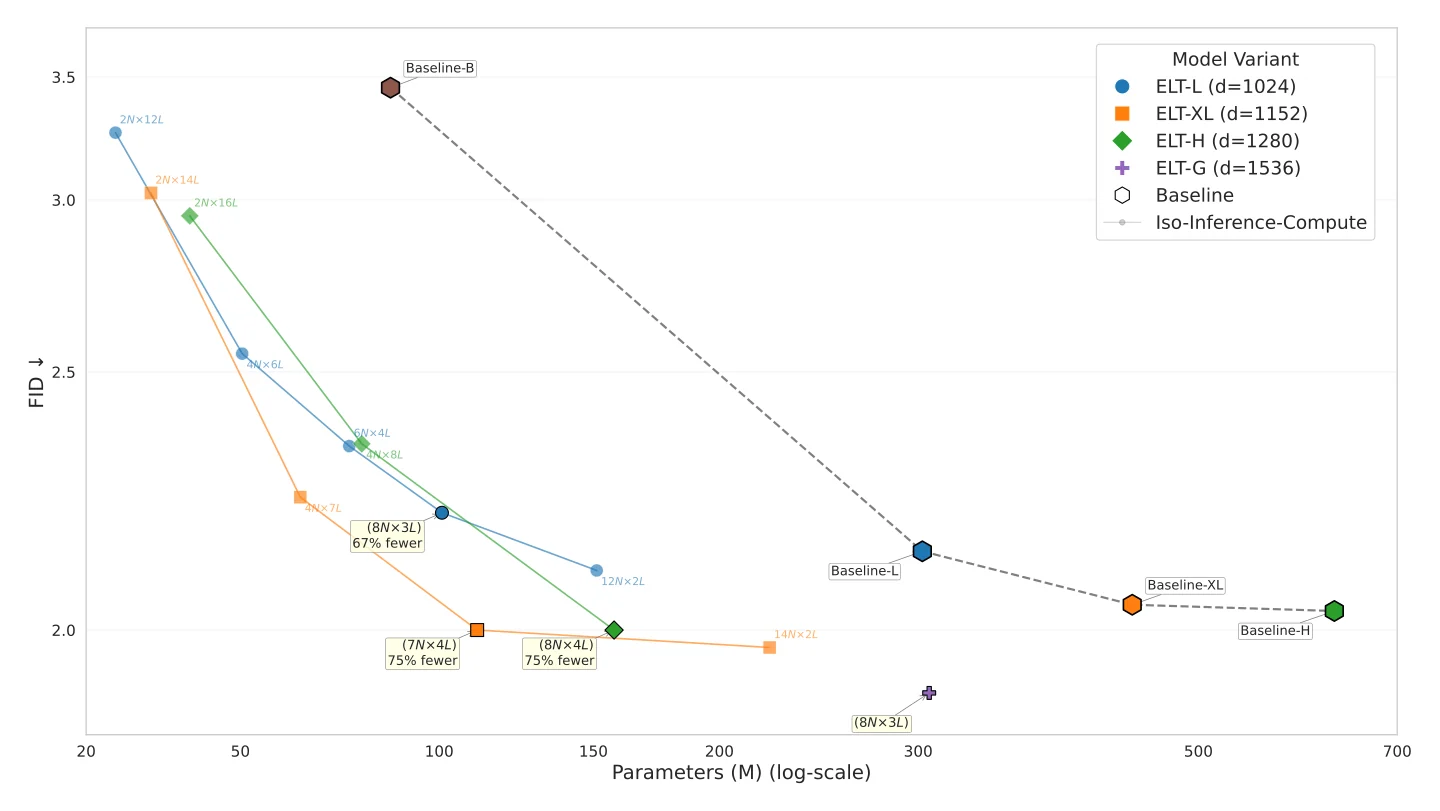 Model Variant
ELT-L (d=1024)
ELT-XL (d=1152)
ELT-H (d=1280)
ELT-G (d=1536)
Baseline
Iso-Inference-Compute
FID ↓
3.5
3.0
2.5
2.0
Baseline-B
2N×12L
2N×14L
2N×16L
4N×6L
6N×4L
4N×8L
4N×7L
(8N×3L)
67% fewer
12N×2L
Baseline-L
Baseline-XL
Baseline-H
(7N×4L)
75% fewer
(8N×4L)
75% fewer
14N×2L
(8N×3L)
20 50 100 150 200 300 500 700
Parameters (M) (log-scale)